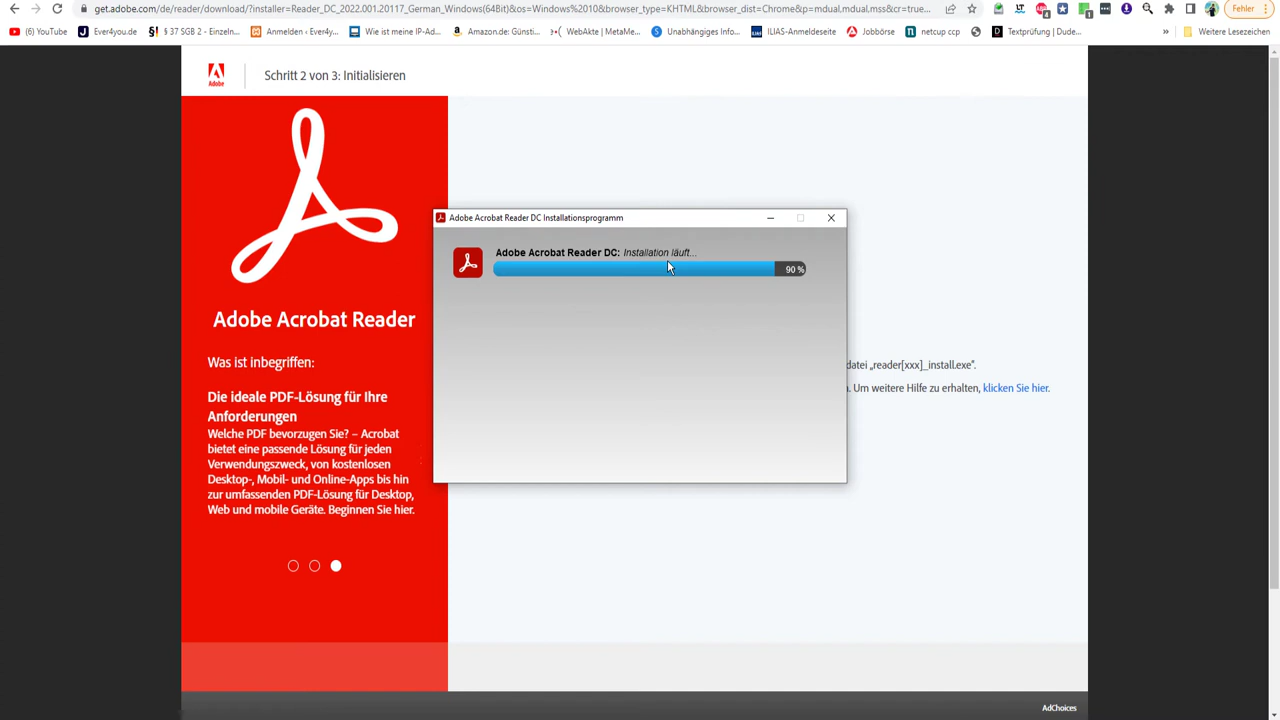 get.adobe.com/de/reader/download/?installer=Reader_DC_2022.001.20117_German_Windows(64Bit)&os=Windows%2010&browser_type=KHTML&browser_dist=Chrome&p=mdual,mdual,mss&cr=true...
Fehler
(6) YouTube
Ever4you.de
§ 37 SGB 2 - Einzeln...
Anmelden ‹ Ever4y...
Wie ist meine IP-Ad...
Amazon.de: Günsti...
WebAkte | MetaMe...
Unabhängiges Info...
ILIAS-Anmeldeseite
Jobbörse
netcup ccp
Textprüfung | Dude...
»
Weitere Lesezeichen
Adobe
Schritt 2 von 3: Initialisieren
Adobe Acrobat Reader DC Installationsprogramm
Adobe Acrobat Reader DC: Installation läuft...
90 %
Adobe Acrobat Reader
Was ist inbegriffen:
Die ideale PDF-Lösung für Ihre
Anforderungen
Welche PDF bevorzugen Sie? – Acrobat
bietet eine passende Lösung für jeden
Verwendungszweck, von kostenlosen
Desktop-, Mobil- und Online-Apps bis hin
zur umfassenden PDF-Lösung für Desktop,
Web und mobile Geräte. Beginnen Sie hier.
datei „reader[xxx]_install.exe“.
. Um weitere Hilfe zu erhalten, klicken Sie hier.
AdChoices